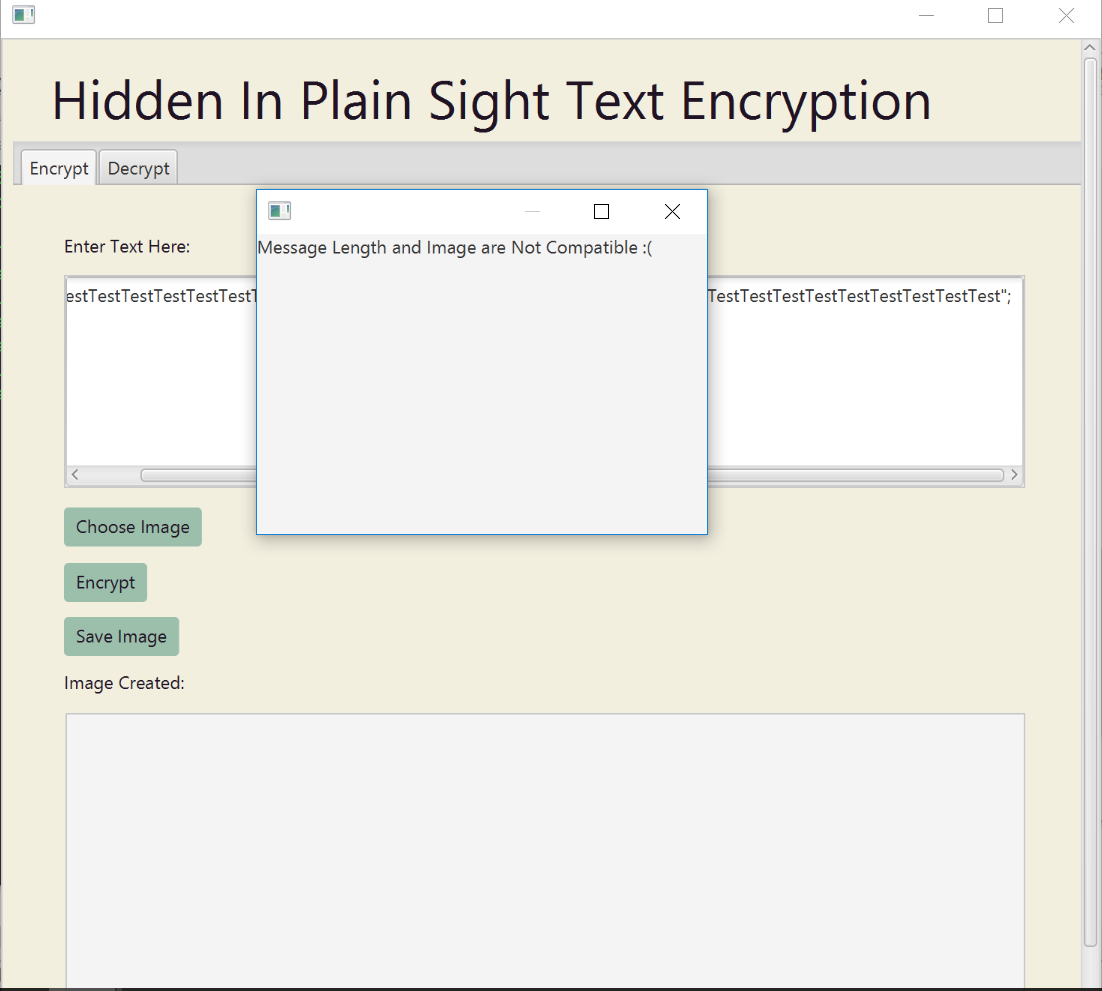 Hidden In Plain Sight Text Encryption
Encrypt
Decrypt
Message Length and Image are Not Compatible :(
Enter Text Here:
estTestTestTestTestTestT
TestTestTestTestTestTestTestTestTest";
Choose Image
Encrypt
Save Image
Image Created: